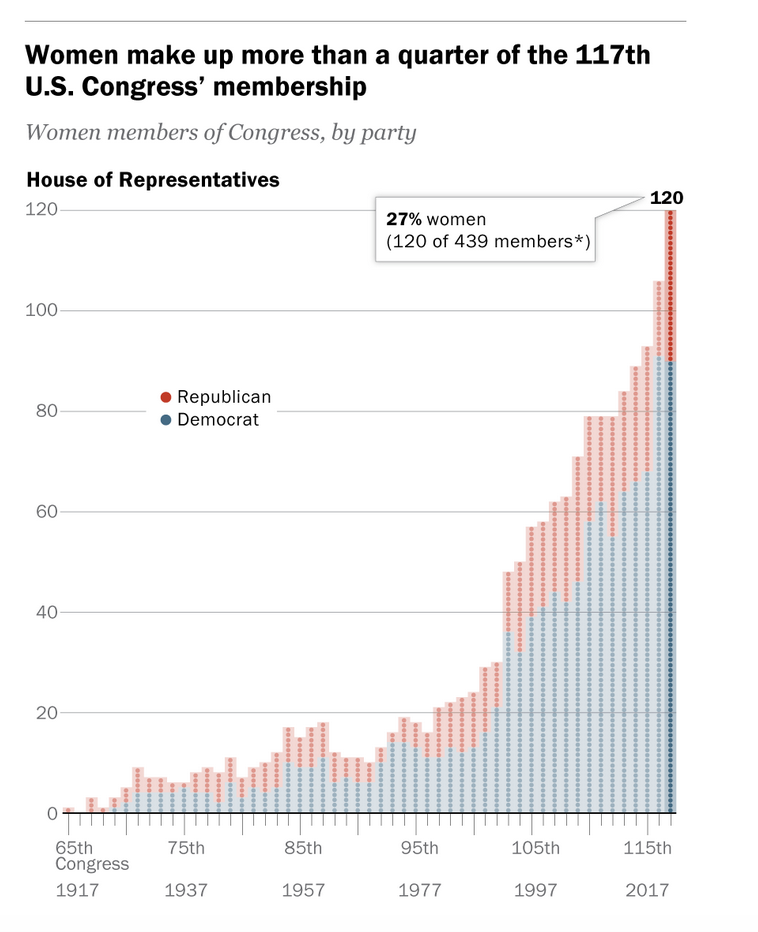 Women make up more than a quarter of the 117th
U.S. Congress’ membership
Women members of Congress, by party
House of Representatives
120
120
27% women
(120 of 439 members*)
100
Republican
80
Democrat
60
40
20
0
65th
Congress
75th
85th
95th
105th
115th
1917
1937
1957
1977
1997
2017